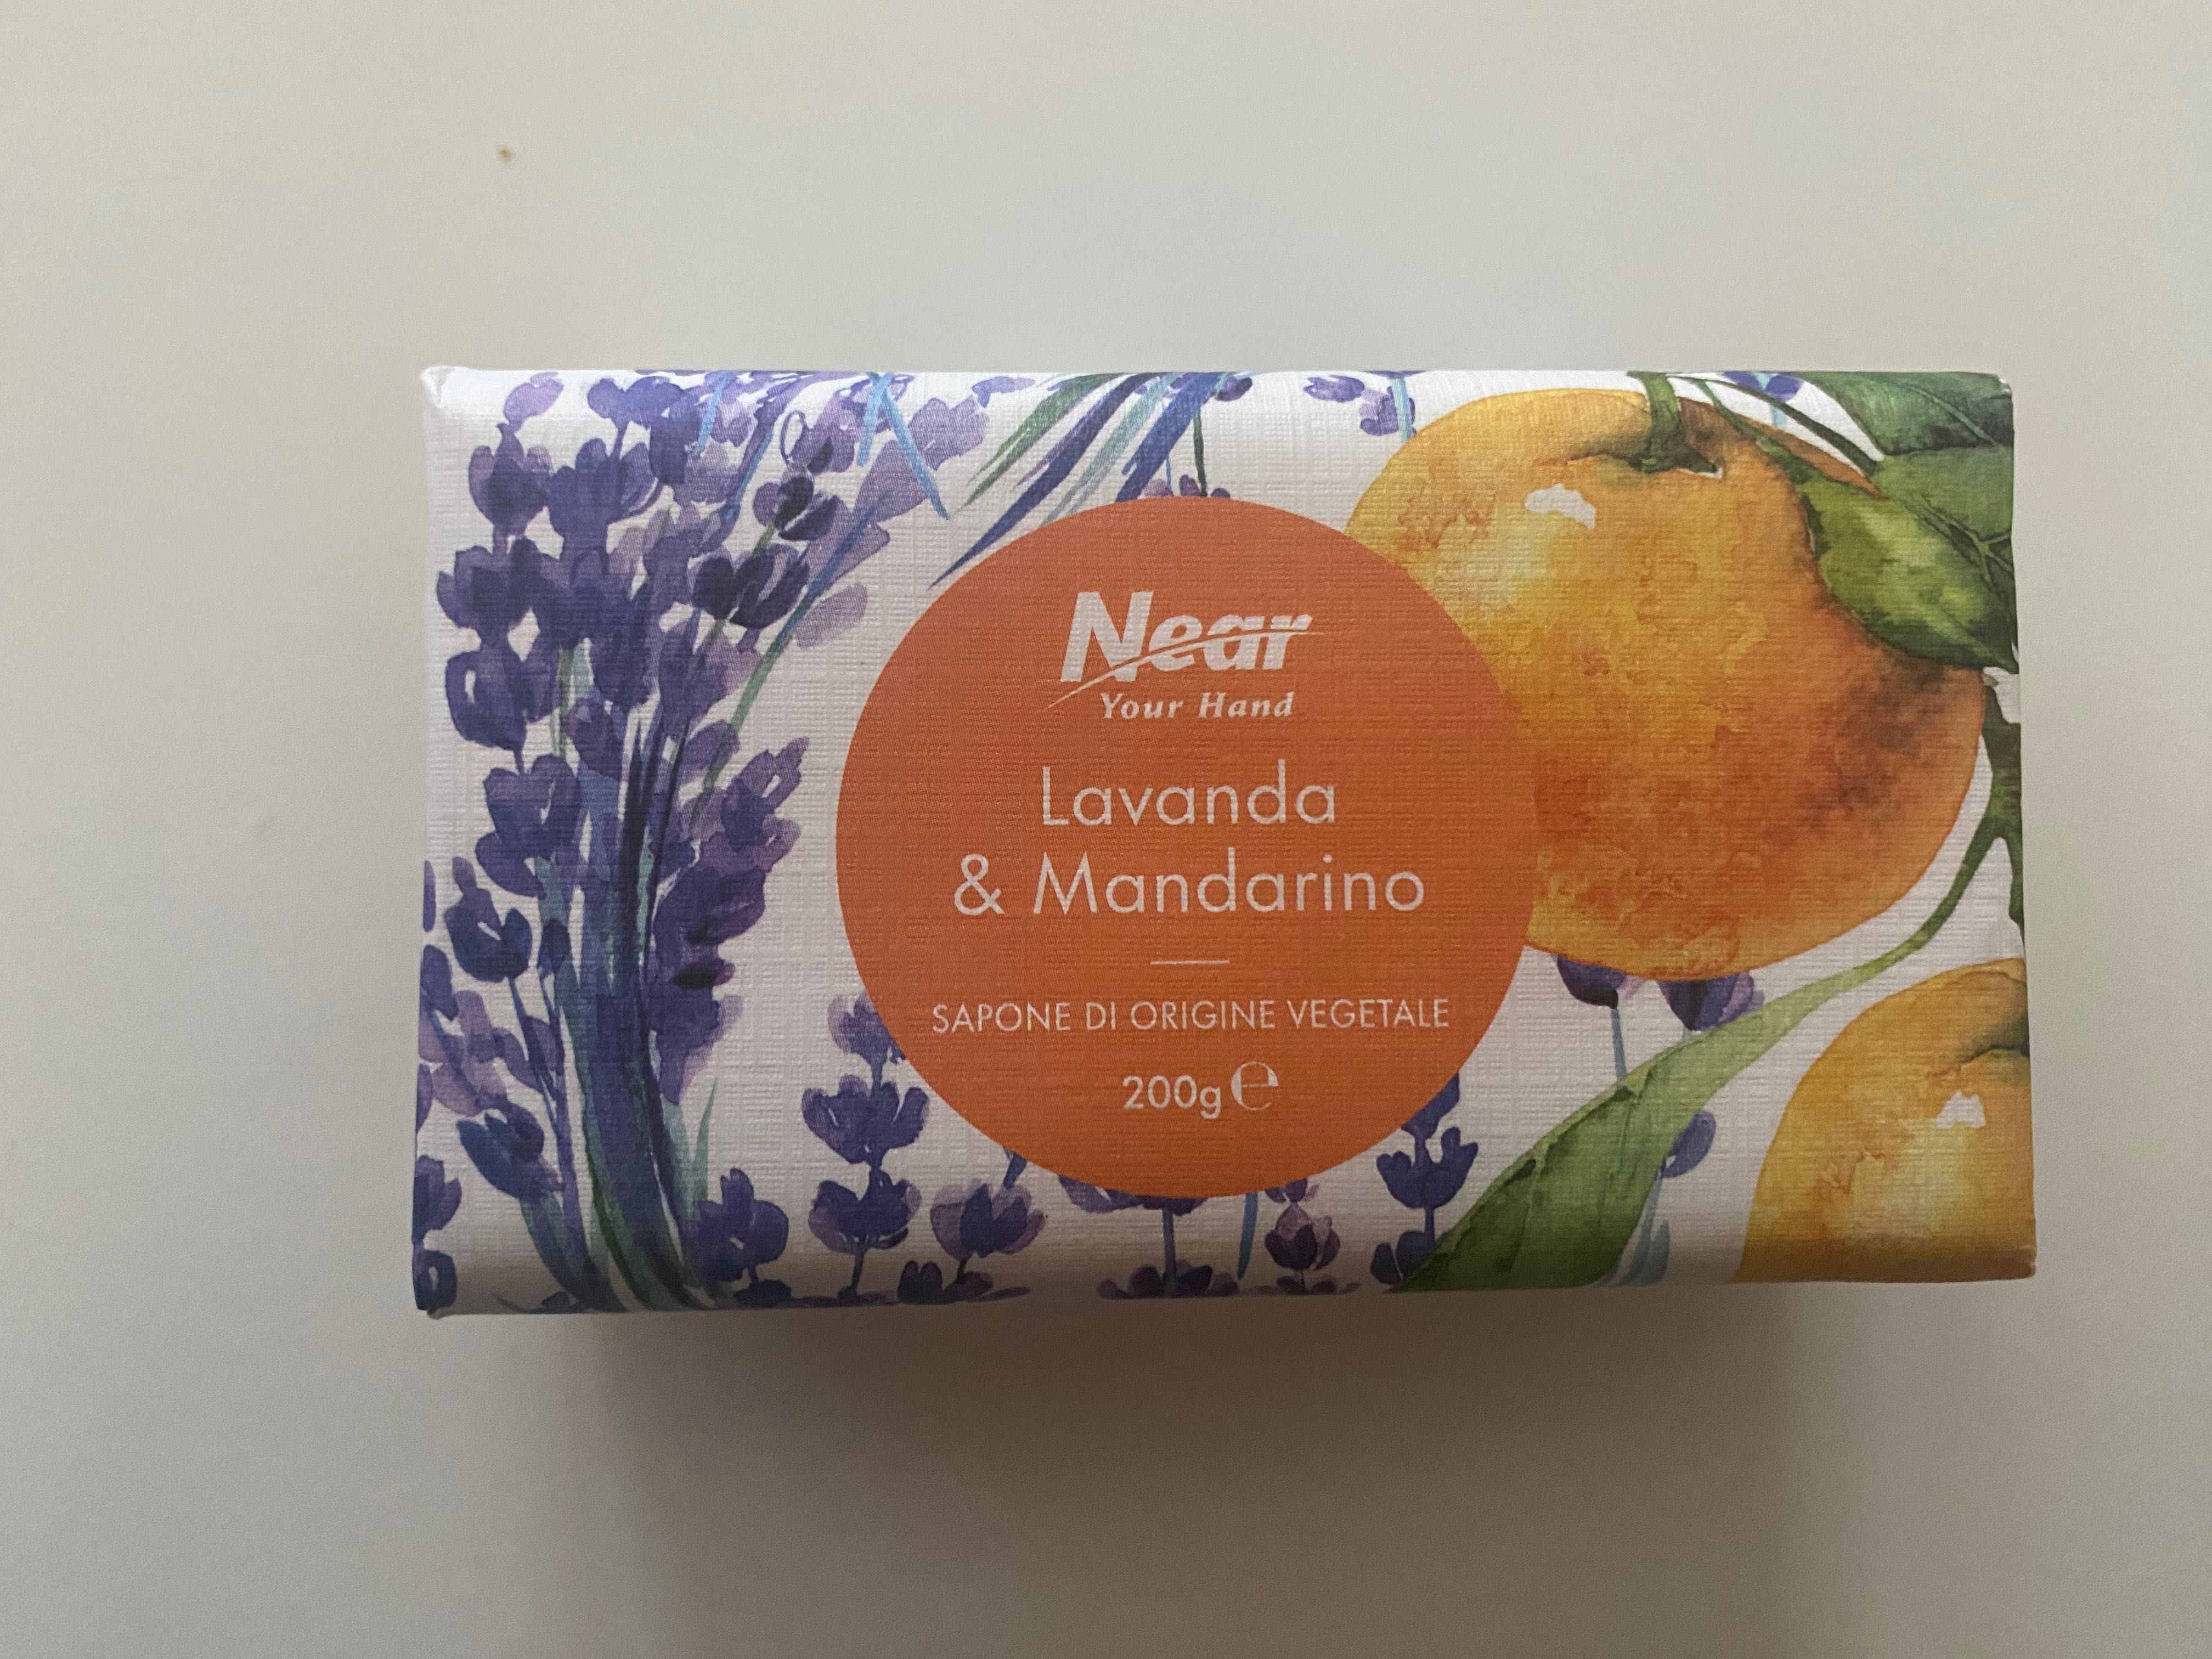 Near
Your Hand
Lavanda
& Mandarino
SAPONE DI ORIGINE VEGETALE
200g℮